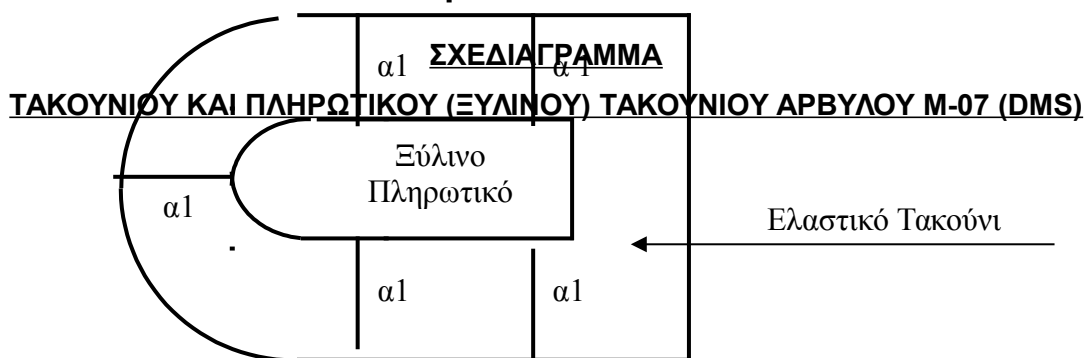 ΣΧΕΔΙΑΓΡΑΜΜΑ
α1 α1
ΤΑΚΟΥΝΙΟΥ ΚΑΙ ΠΛΗΡΩΤΙΚΟΥ (ΞΥΛΙΝΟΥ) ΤΑΚΟΥΝΙΟΥ ΑΡΒΥΛΟΥ Μ-07 (DMS)
Ξύλινο
Πληρωτικό
α1
Ελαστικό Τακούνι
α1 α1